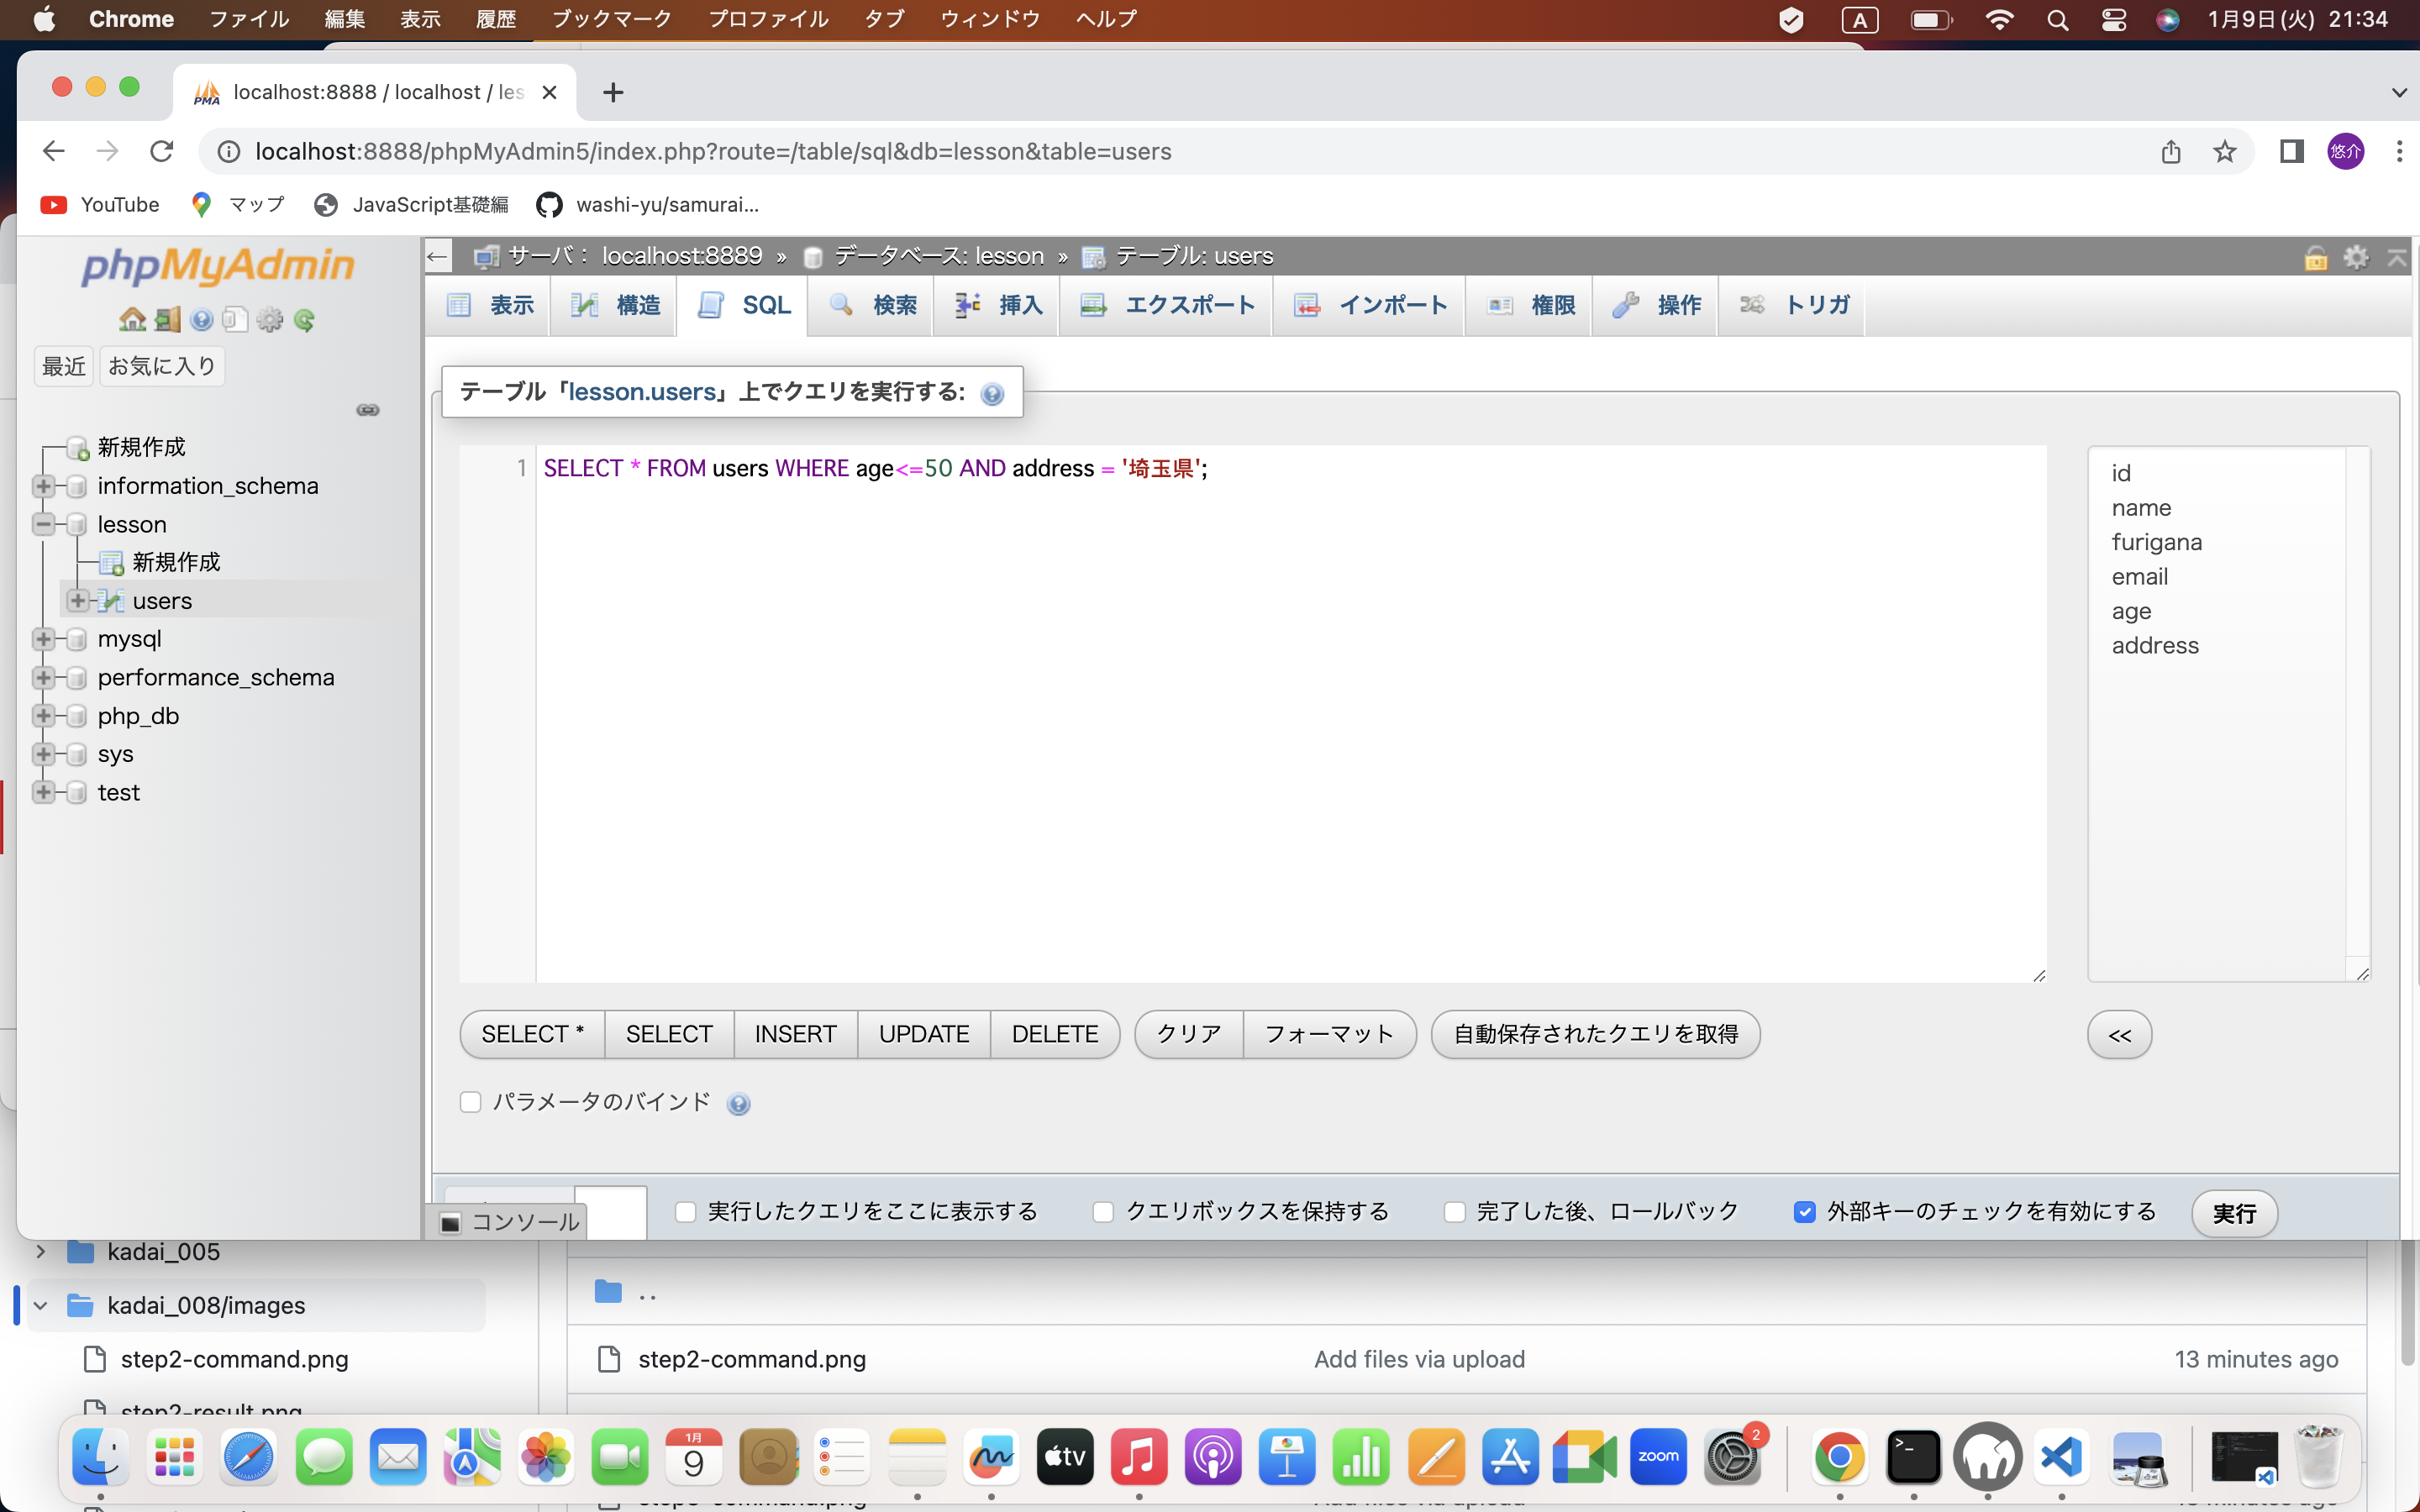 Chrome ファイル 編集 表示 履歴 ブックマーク プロファイル タブ ウィンドウ ヘルプ A 1月9日(火) 21:34
PMA localhost:8888 / localhost / les
localhost:8888/phpMyAdmin5/index.php?route=/table/sql&db=lesson&table=users 悠介
YouTube マップ JavaScript基礎編 washi-yu/samurai...
phpMyAdmin
最近 お気に入り
新規作成
information_schema
lesson
新規作成
users
mysql
performance_schema
php_db
sys
test
サーバ: localhost:8889 » データベース: lesson » テーブル: users
表示 構造 SQL 検索 挿入 エクスポート インポート 権限 操作 トリガ
テーブル「lesson.users」上でクエリを実行する:
1 SELECT * FROM users WHERE age<=50 AND address = '埼玉県';
id
name
furigana
email
age
address
SELECT * SELECT INSERT UPDATE DELETE クリア フォーマット 自動保存されたクエリを取得 <<
パラメータのバインド
コンソール 実行したクエリをここに表示する クエリボックスを保持する 完了した後、ロールバック 外部キーのチェックを有効にする 実行
kadai_005
kadai_008/images
step2-command.png
step2-result.png
..
step2-command.png Add files via upload 13 minutes ago
1月
9
tv
zoom
2